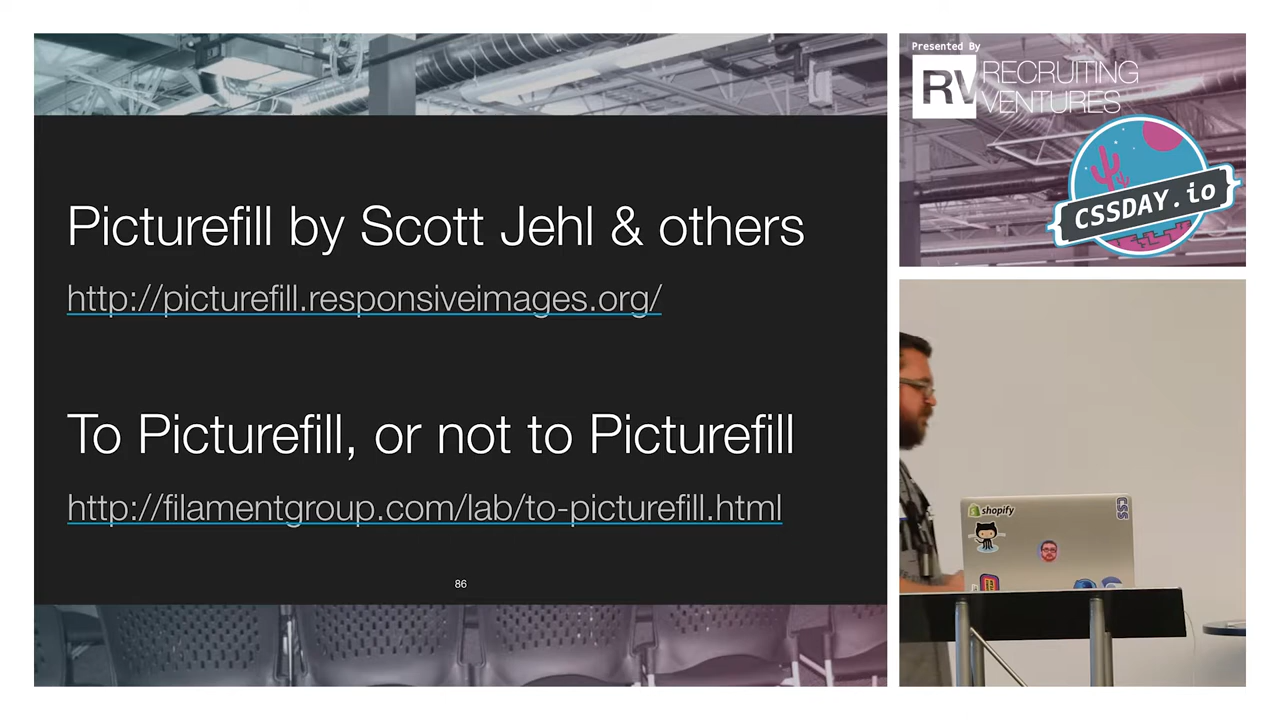 Picturefill by Scott Jehl & others
http://picturefill.responsiveimages.org/
To Picturefill, or not to Picturefill
http://filamentgroup.com/lab/to-picturefill.html
86
Presented By
RV RECRUITING
VENTURES
{ CSSDAY.io }
shopify
CSS